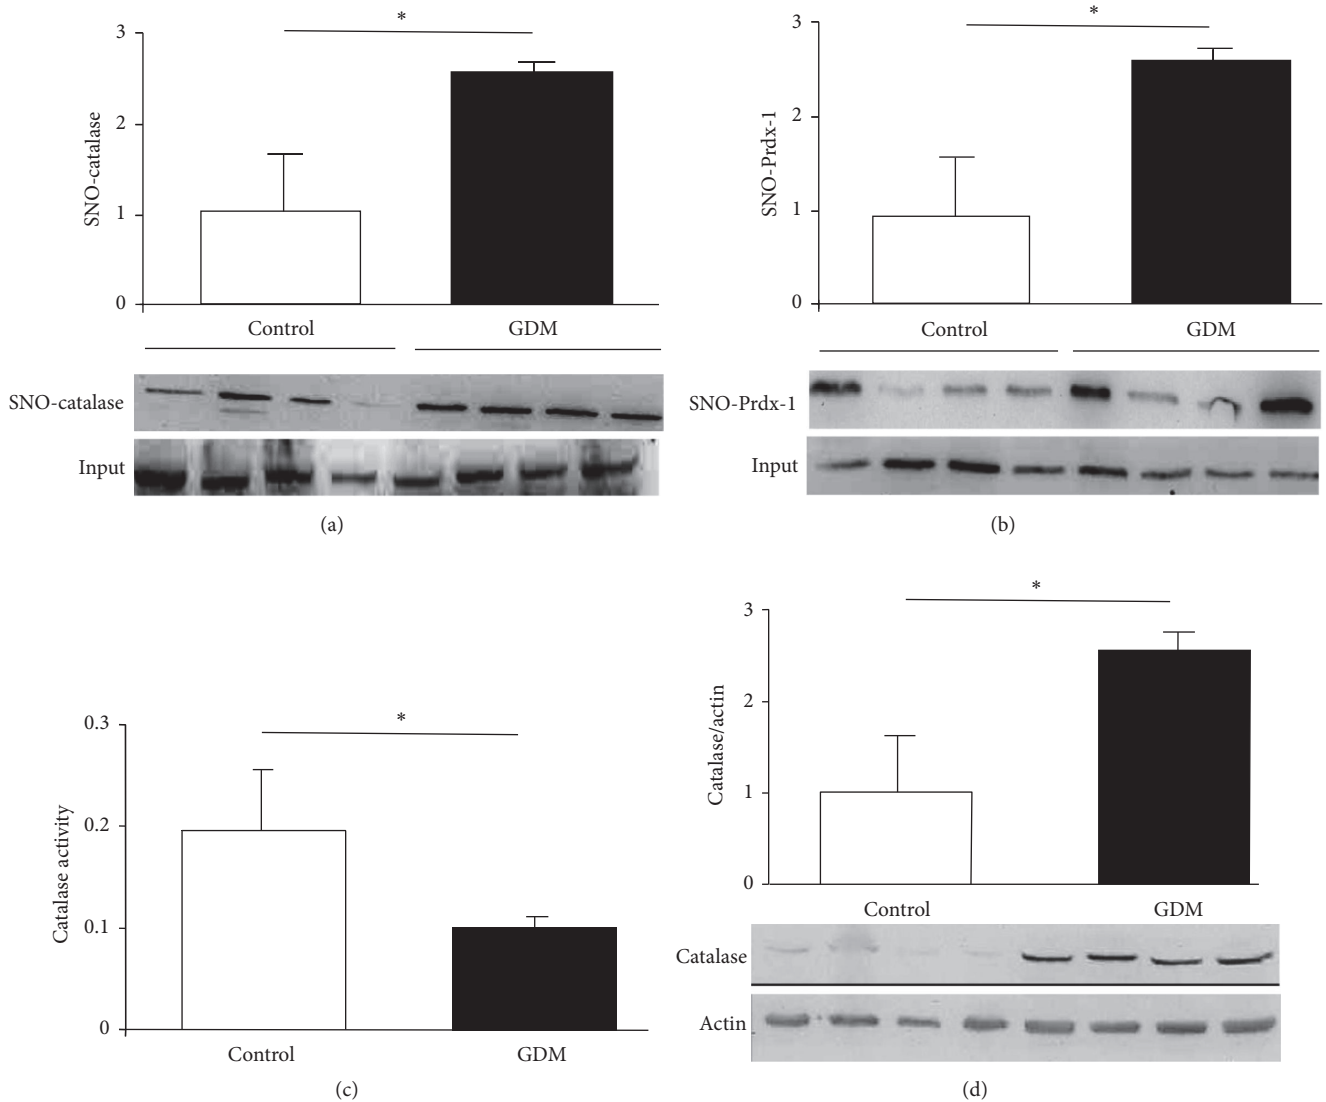 *
3
2
1
0
SNO-catalase
Control
GDM
SNO-catalase
Input
(a)
*
3
2
1
0
SNO-Prdx-1
Control
GDM
SNO-Prdx-1
Input
(b)
*
0.3
0.2
0.1
0
Catalase activity
Control
GDM
(c)
*
3
2
1
0
Catalase/actin
Control
GDM
Catalase
Actin
(d)